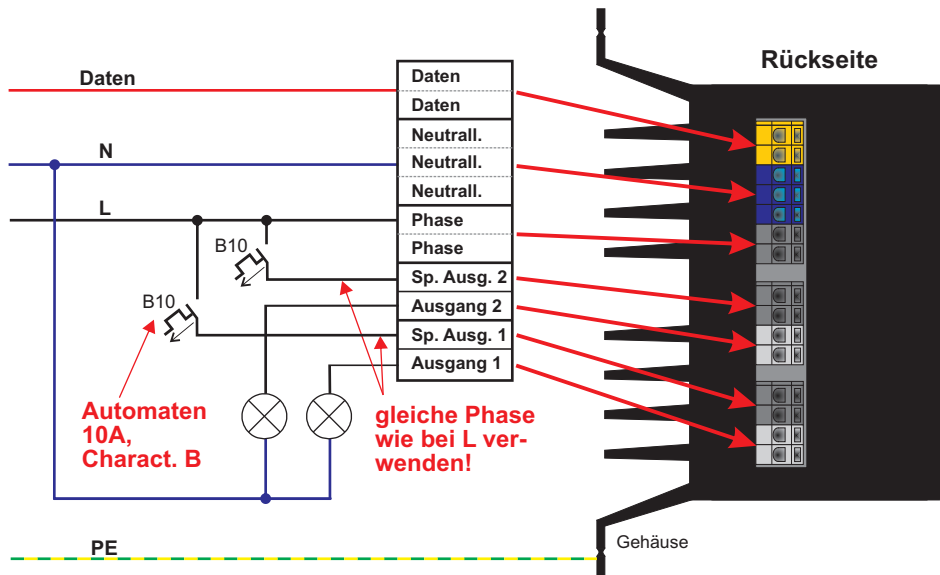 Rückseite
Daten
N
L
B10
B10
Daten
Daten
Neutrall.
Neutrall.
Neutrall.
Phase
Phase
Sp. Ausg. 2
Ausgang 2
Sp. Ausg. 1
Ausgang 1
Automaten
10A,
Charact. B
gleiche Phase
wie bei L ver-
wenden!
PE
Gehäuse